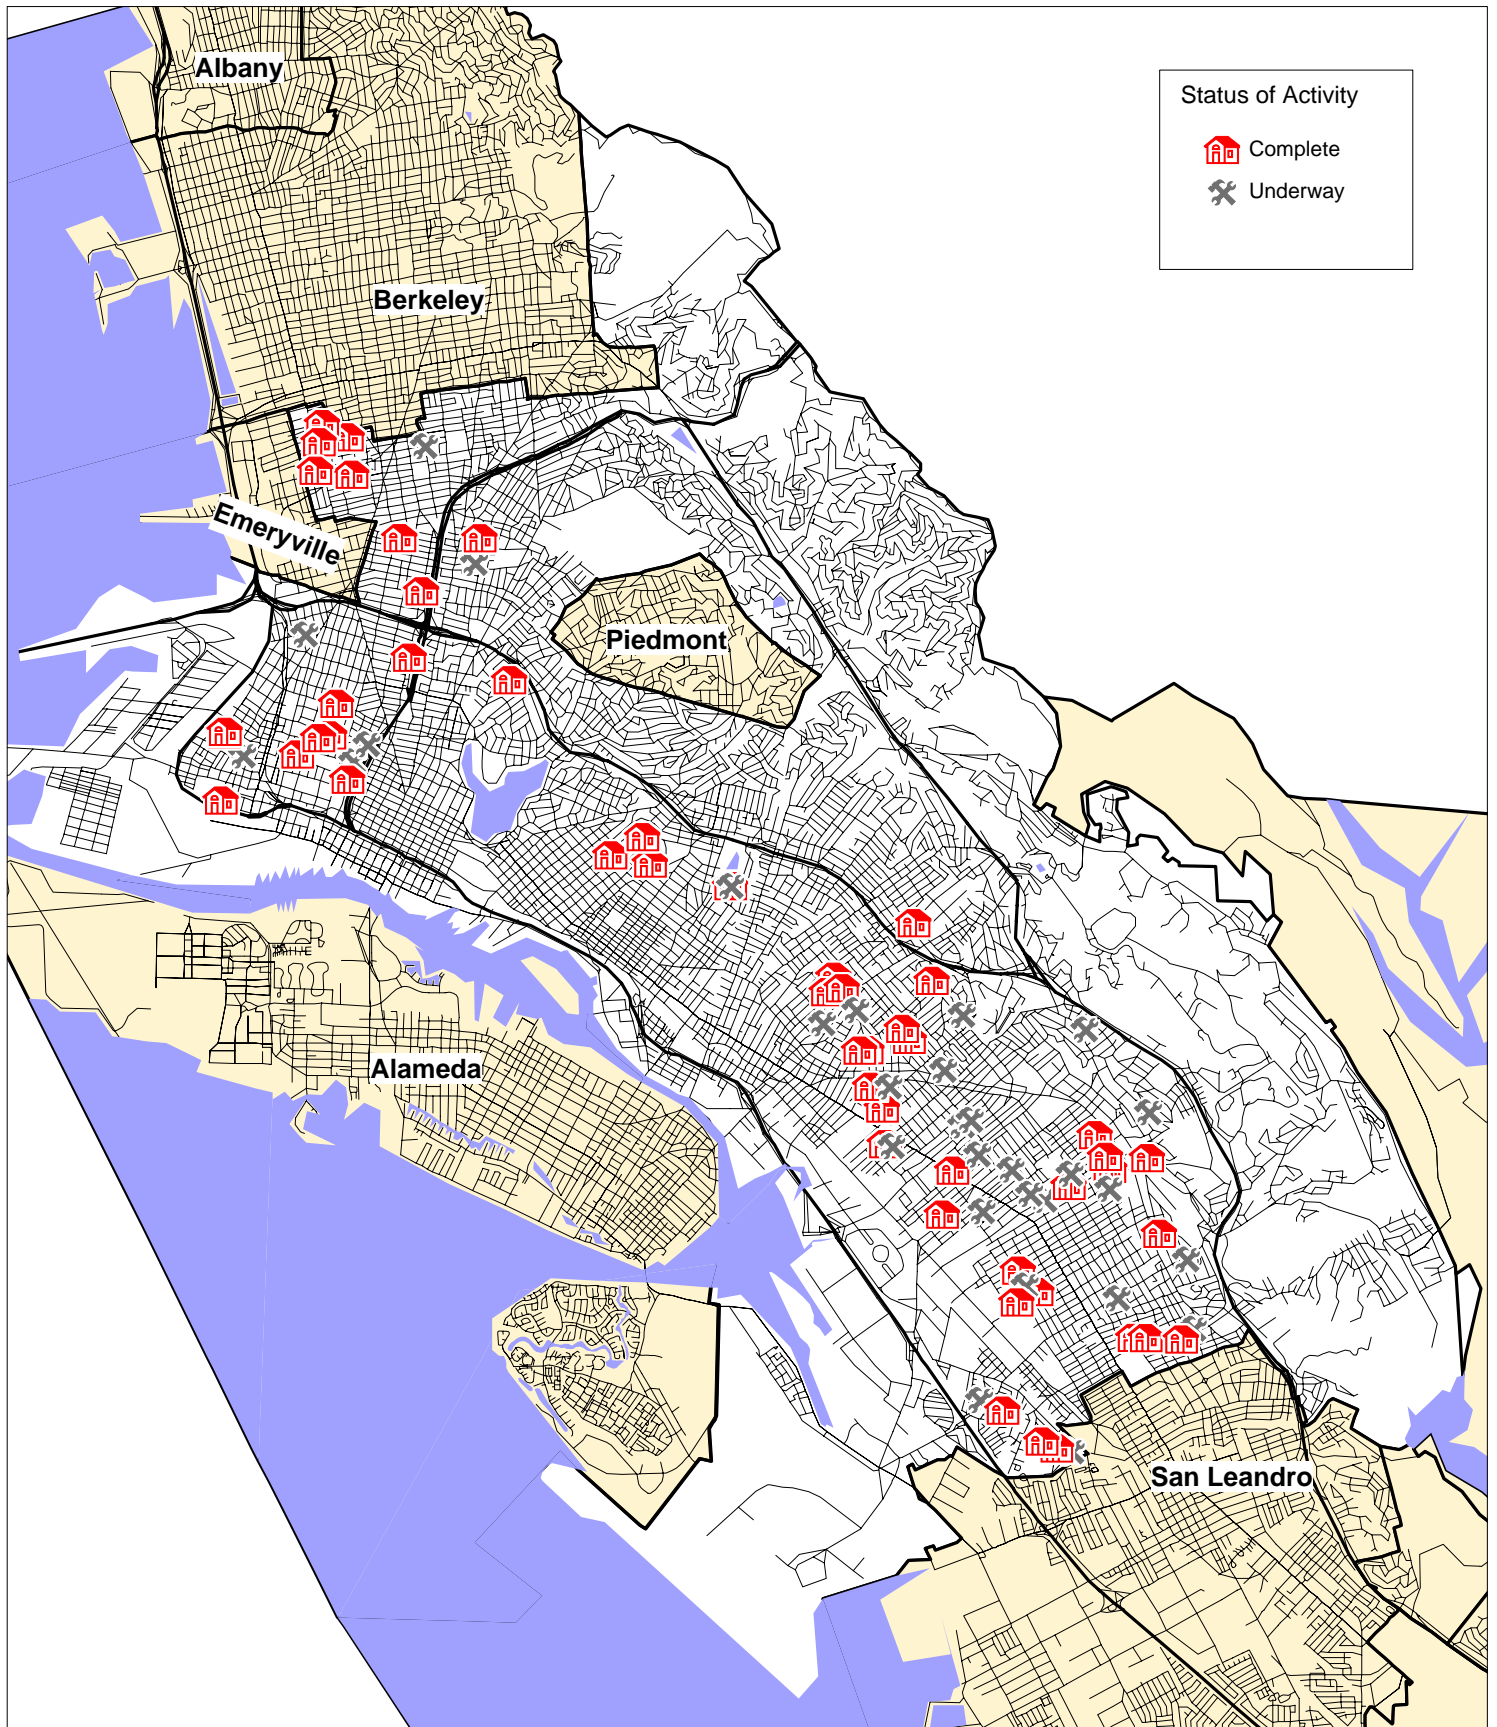 Albany
Status of Activity
Complete
Underway
Berkeley
Emeryville
Piedmont
Alameda
San Leandro